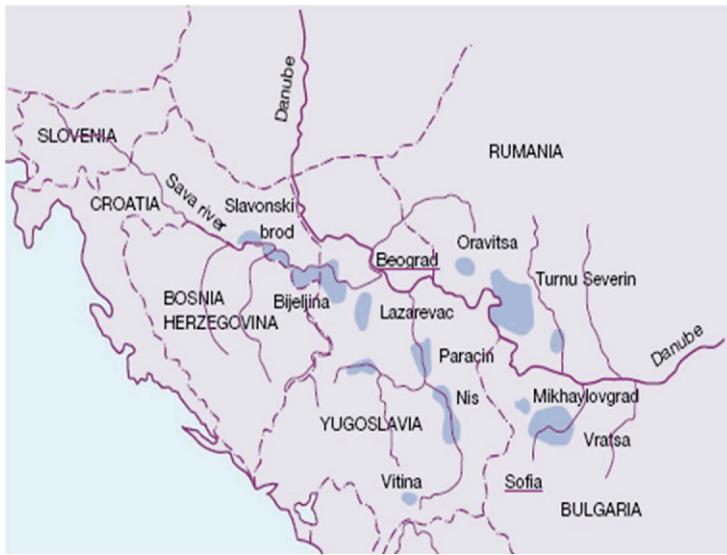 Danube
SLOVENIA
RUMANIA
CROATIA
Sava river
Slavonski
brod
Oravitsa
Beograd
Turnu Severin
BOSNIA
HERZEGOVINA
Bijeljina
Lazarevac
Danube
Paraçin
Mikhaylovgrad
Nis
YUGOSLAVIA
Vratsa
Vitina
Sofia
BULGARIA